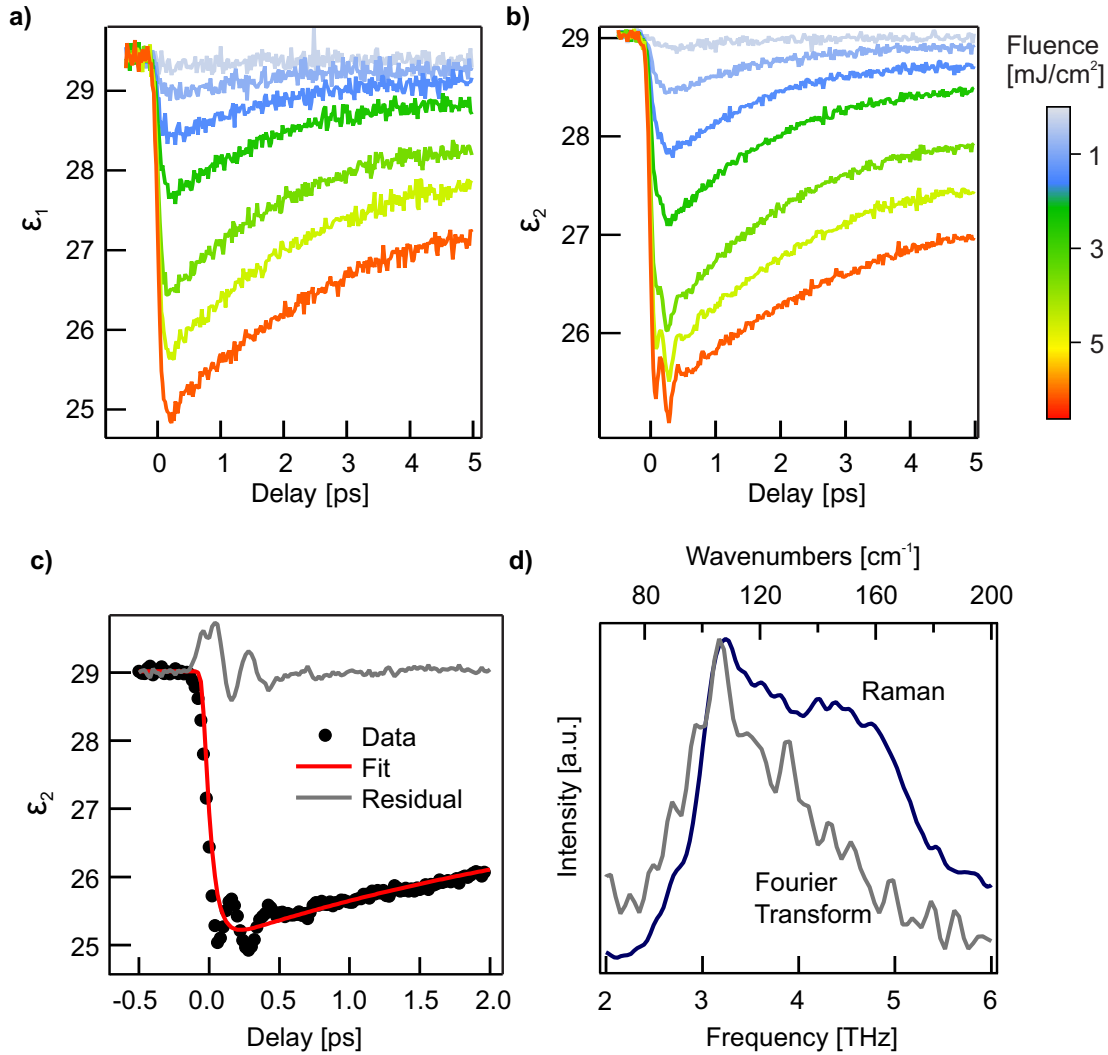 a)
29
28
27
26
25
ε1
0 1 2 3 4 5
Delay [ps]
b)
29
28
27
26
ε2
0 1 2 3 4 5
Delay [ps]
Fluence
[mJ/cm²]
1
3
5
c)
29
28
27
26
25
ε2
Data
Fit
Residual
-0.5 0.0 0.5 1.0 1.5 2.0
Delay [ps]
d)
Wavenumbers [cm⁻¹]
80 100 120 140 160 200
Intensity [a.u.]
Raman
Fourier
Transform
2 3 4 5 6
Frequency [THz]